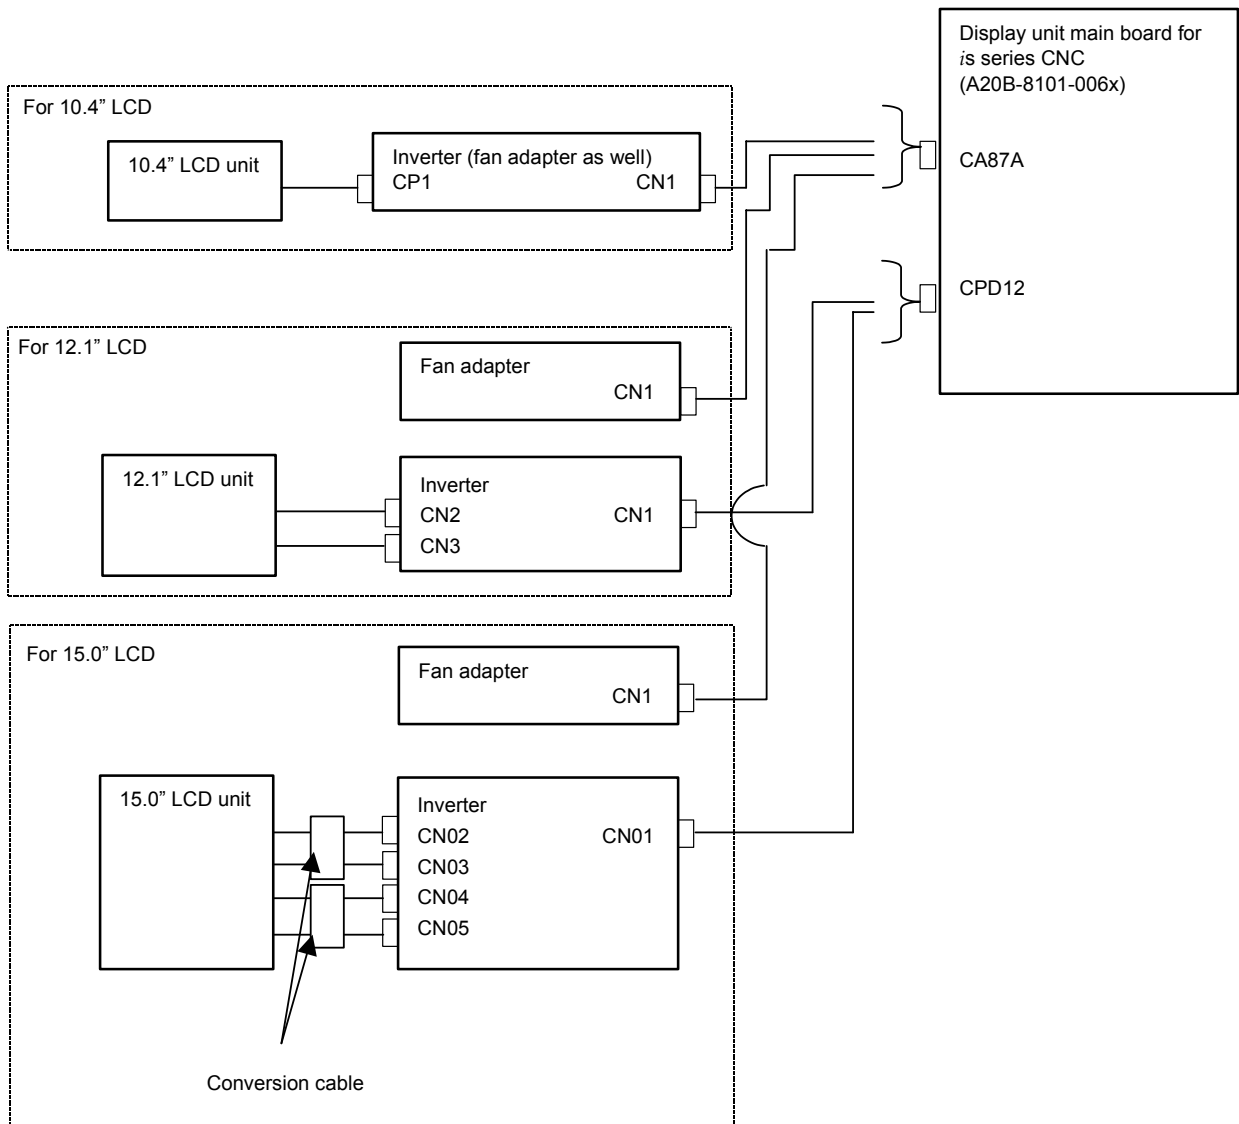 Display unit main board for
is series CNC
(A20B-8101-006x)
CA87A
CPD12
For 10.4” LCD
10.4” LCD unit
Inverter (fan adapter as well)
CP1 CN1
For 12.1” LCD
Fan adapter
CN1
12.1” LCD unit
Inverter
CN2 CN1
CN3
For 15.0” LCD
Fan adapter
CN1
15.0” LCD unit
Inverter
CN02 CN01
CN03
CN04
CN05
Conversion cable